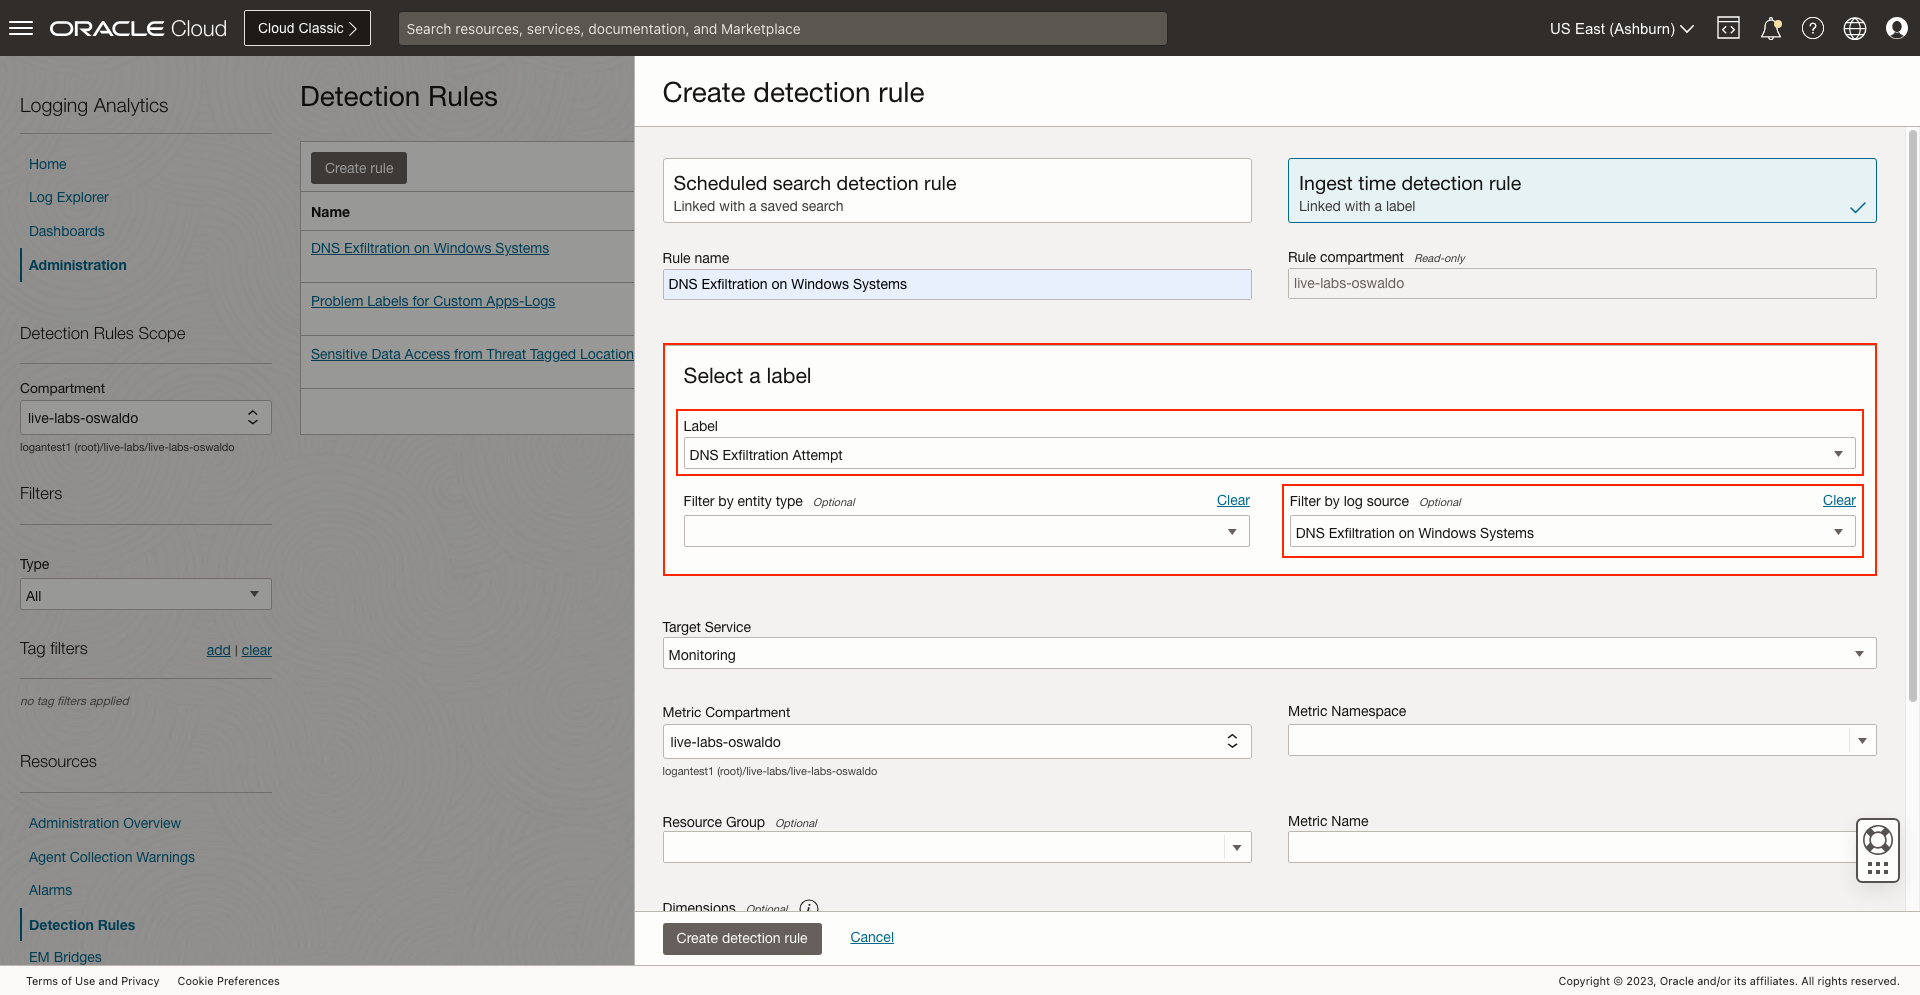 ORACLE Cloud
Cloud Classic
Search resources, services, documentation, and Marketplace
US East (Ashburn)
Logging Analytics
Home
Log Explorer
Dashboards
Administration
Detection Rules Scope
Compartment
live-labs-oswaldo
logantest1 (root)/live-labs/live-labs-oswaldo
Filters
Type
All
Tag filters
add | clear
no tag filters applied
Resources
Administration Overview
Agent Collection Warnings
Alarms
Detection Rules
EM Bridges
Detection Rules
Create rule
Name
DNS Exfiltration on Windows Systems
Problem Labels for Custom Apps-Logs
Sensitive Data Access from Threat Tagged Location
Create detection rule
Scheduled search detection rule
Linked with a saved search
Ingest time detection rule
Linked with a label
Rule name
DNS Exfiltration on Windows Systems
Rule compartment Read-only
live-labs-oswaldo
Select a label
Label
DNS Exfiltration Attempt
Filter by entity type Optional
Clear
Filter by log source Optional
Clear
DNS Exfiltration on Windows Systems
Target Service
Monitoring
Metric Compartment
live-labs-oswaldo
logantest1 (root)/live-labs/live-labs-oswaldo
Metric Namespace
Resource Group Optional
Metric Name
Dimensions Optional
Create detection rule
Cancel
Terms of Use and Privacy
Cookie Preferences
Copyright © 2023, Oracle and/or its affiliates. All rights reserved.